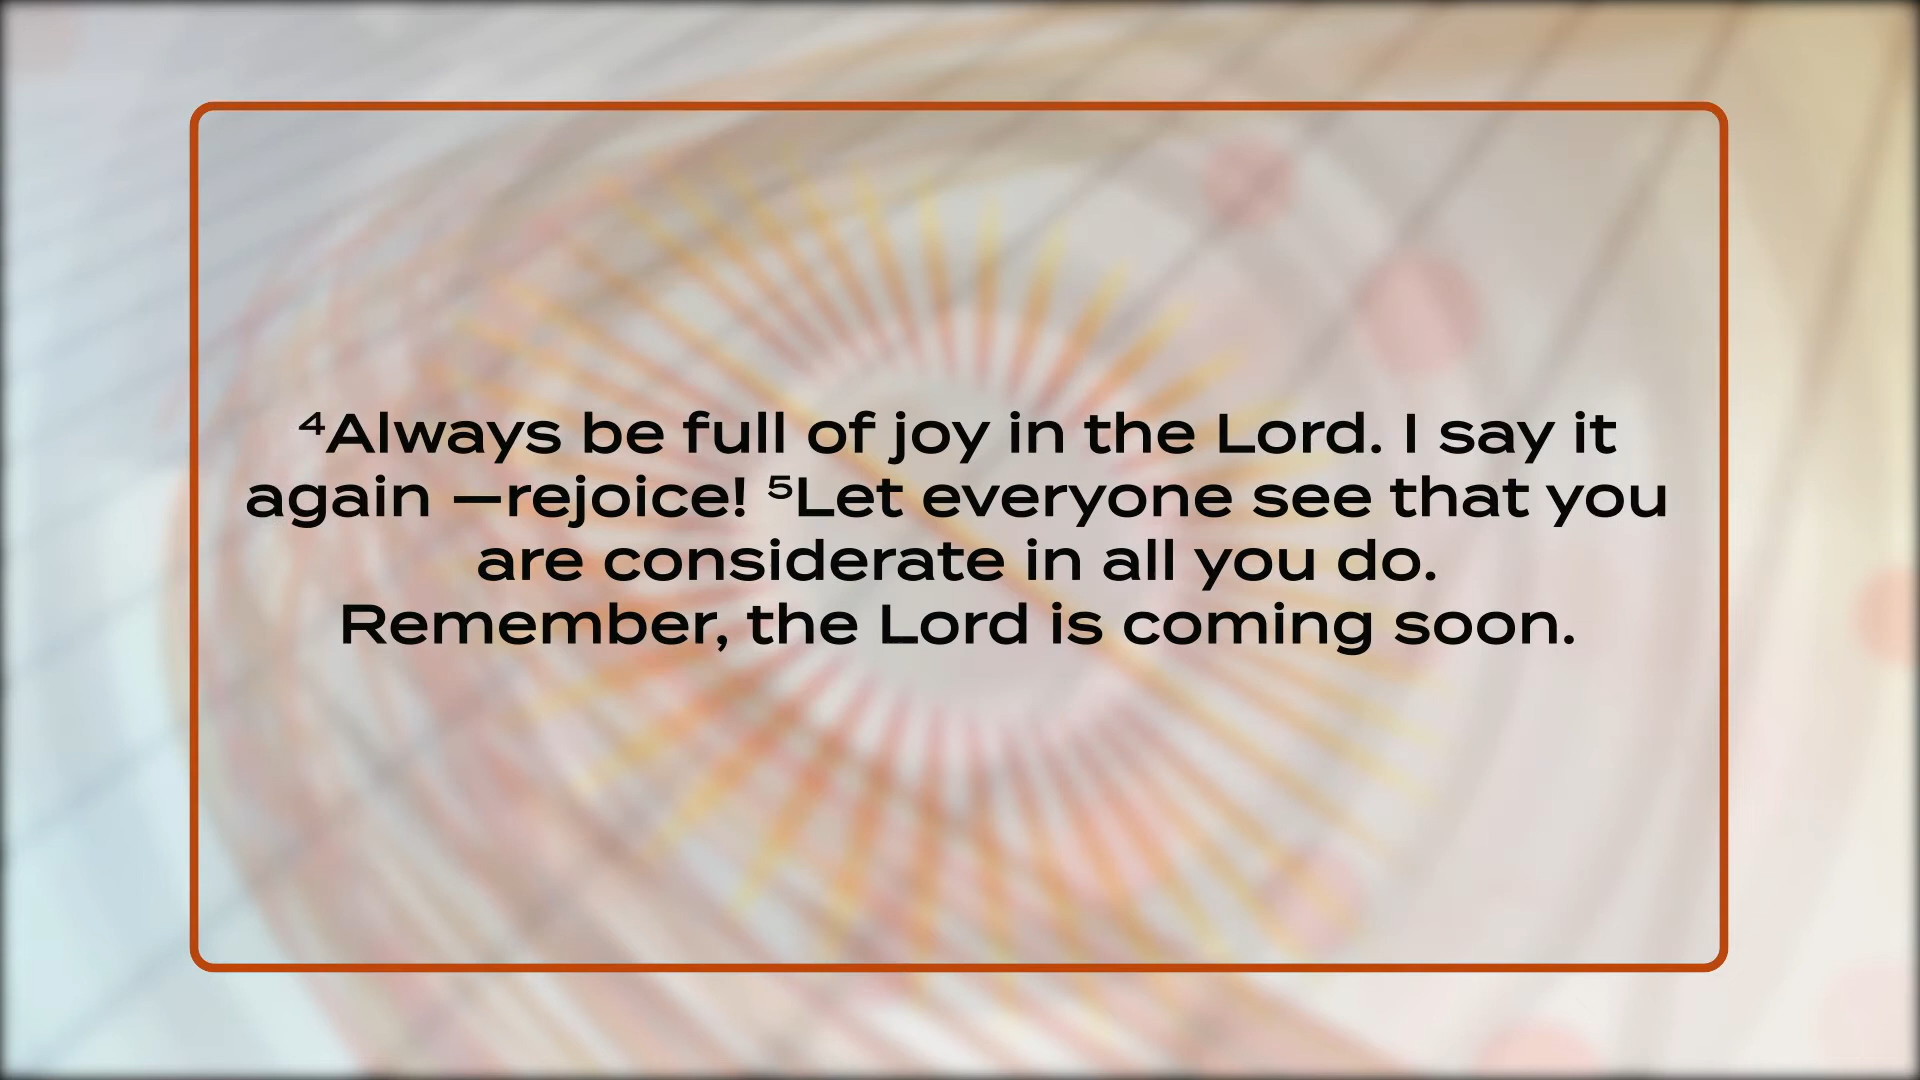 ⁴Always be full of joy in the Lord. I say it
again —rejoice! ⁵Let everyone see that you
are considerate in all you do.
Remember, the Lord is coming soon.